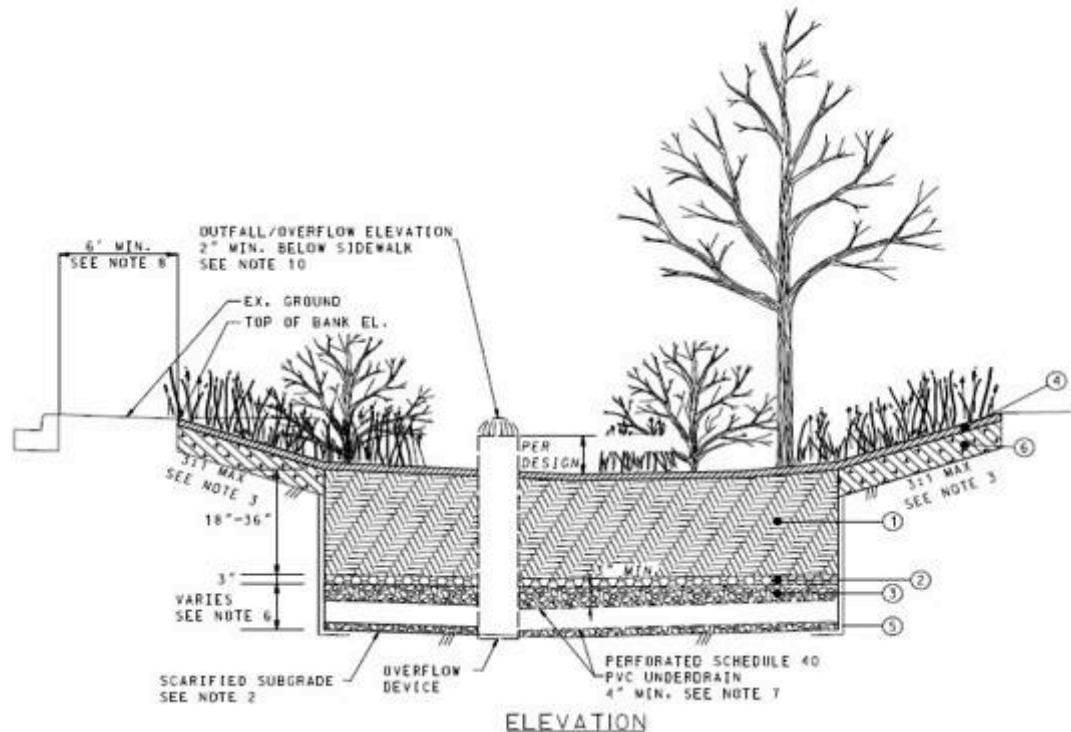 OUTFALL/OVERFLOW ELEVATION
2" MIN. BELOW SIDEWALK
SEE NOTE 10
6' MIN.
SEE NOTE 8
EX. GROUND
TOP OF BANK EL.
4
PER
DESIGN
6
3:1 MAX
SEE NOTE 3
3:1 MAX
SEE NOTE 3
18"-36"
1
3" MIN.
3"
2
3
VARIES
SEE NOTE 6
5
SCARIFIED SUBGRADE
SEE NOTE 2
OVERFLOW
DEVICE
PERFORATED SCHEDULE 40
PVC UNDERDRAIN
4" MIN. SEE NOTE 7
ELEVATION